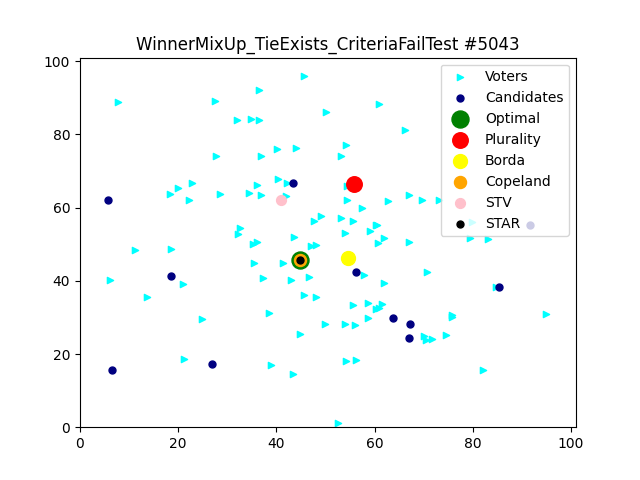 WinnerMixUp_TieExists_CriteriaFailTest #5043
100
80
60
40
20
0
0 20 40 60 80 100
Voters
Candidates
Optimal
Plurality
Borda
Copeland
STV
STAR